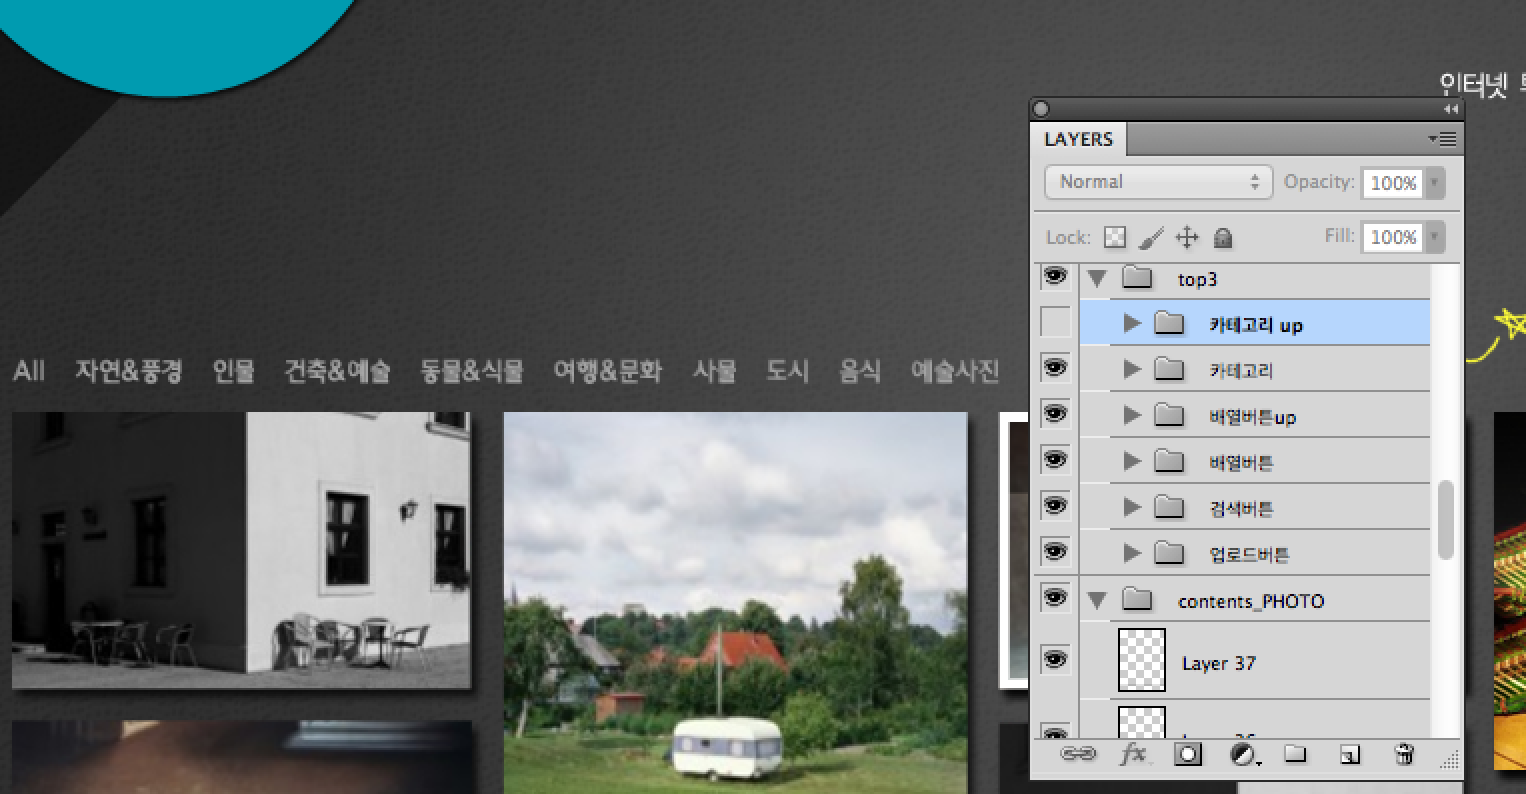 인터넷
LAYERS
Normal Opacity: 100%
Lock: Fill: 100%
top3
카테고리 up
카테고리
배열버튼up
배열버튼
검색버튼
업로드버튼
contents_PHOTO
Layer 37
fx
All 자연&풍경 인물 건축&예술 동물&식물 여행&문화 사물 도시 음식 예술사진